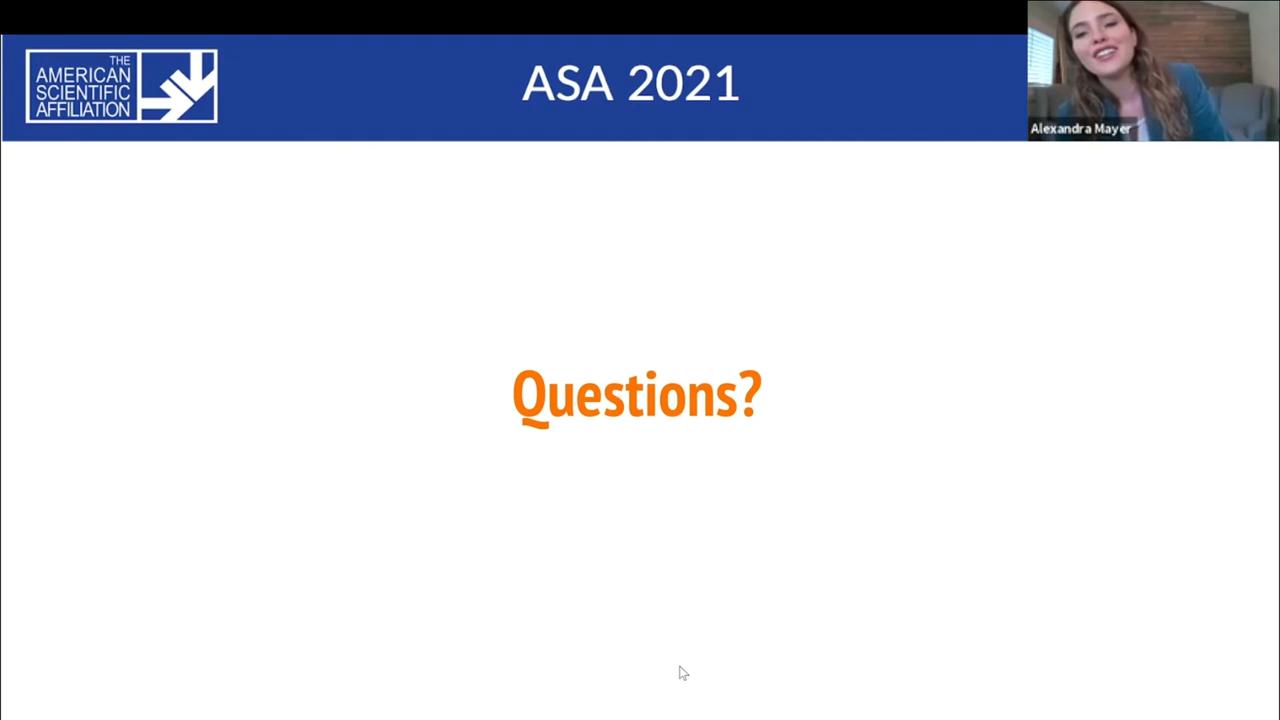 THE
AMERICAN
SCIENTIFIC
AFFILIATION
ASA 2021
Alexandra Mayer
Questions?